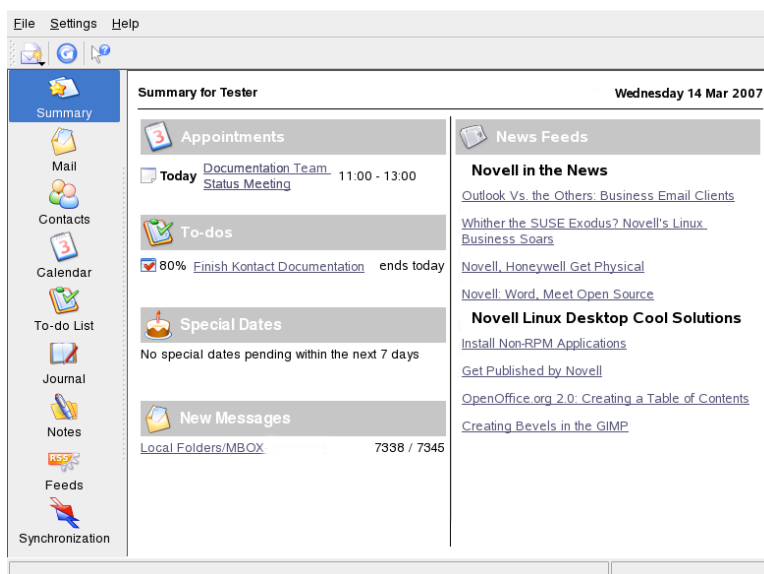 File Settings Help
Summary
Mail
Contacts
3
Calendar
To-do List
Journal
Notes
RSS
Feeds
Synchronization
Summary for Tester
Wednesday 14 Mar 2007
3
Appointments
Today Documentation Team 11:00 - 13:00
Status Meeting
To-dos
80% Finish Kontact Documentation ends today
Special Dates
No special dates pending within the next 7 days
New Messages
Local Folders/MBOX 7338 / 7345
News Feeds
Novell in the News
Outlook Vs. the Others: Business Email Clients
Whither the SUSE Exodus? Novell's Linux
Business Soars
Novell, Honeywell Get Physical
Novell: Word, Meet Open Source
Novell Linux Desktop Cool Solutions
Install Non-RPM Applications
Get Published by Novell
OpenOffice.org 2.0: Creating a Table of Contents
Creating Bevels in the GIMP